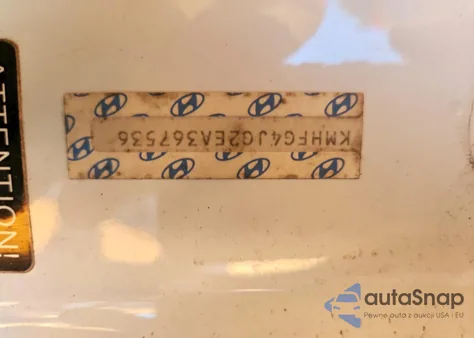 ATTENTION!
KMHFG4JG2EA367536
autaSnap
Pewne auta z aukcji USA i EU